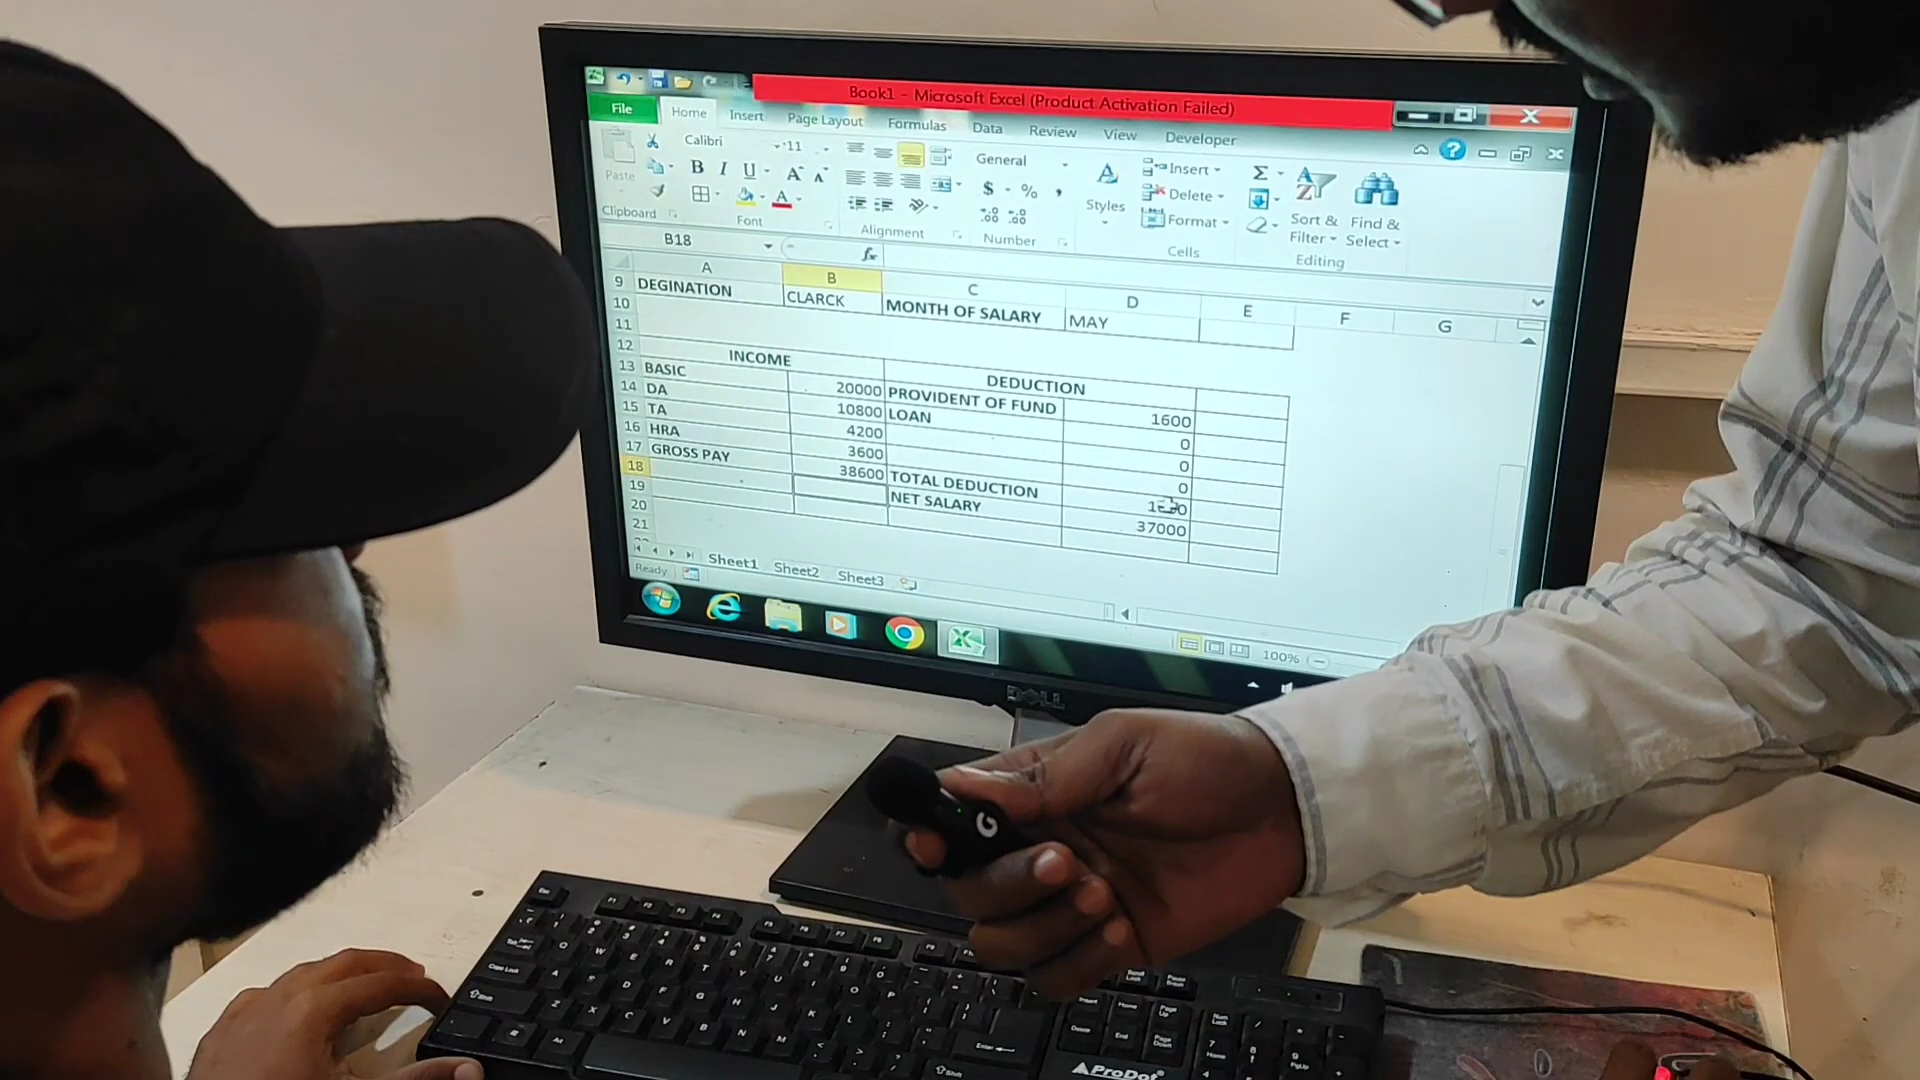 Book1 - Microsoft Excel (Product Activation Failed)
File Home Insert Page Layout Formulas Data Review View Developer
Calibri 11 General Insert
Paste B I U A A $ % , Styles Delete
Format Sort & Filter Find & Select
Clipboard Font Alignment Number Cells Editing
B18 fx
A B C D E F G
9 DEGINATION CLARCK MONTH OF SALARY MAY
10
11
12 INCOME DEDUCTION
13 BASIC 20000 PROVIDENT OF FUND 1600
14 DA 10800 LOAN 0
15 TA 4200 0
16 HRA 3600 0
17 GROSS PAY 38600 TOTAL DEDUCTION
18 NET SALARY 37000
19
20
21
Sheet1 Sheet2 Sheet3
Ready 100%
DELL
G
ProDot